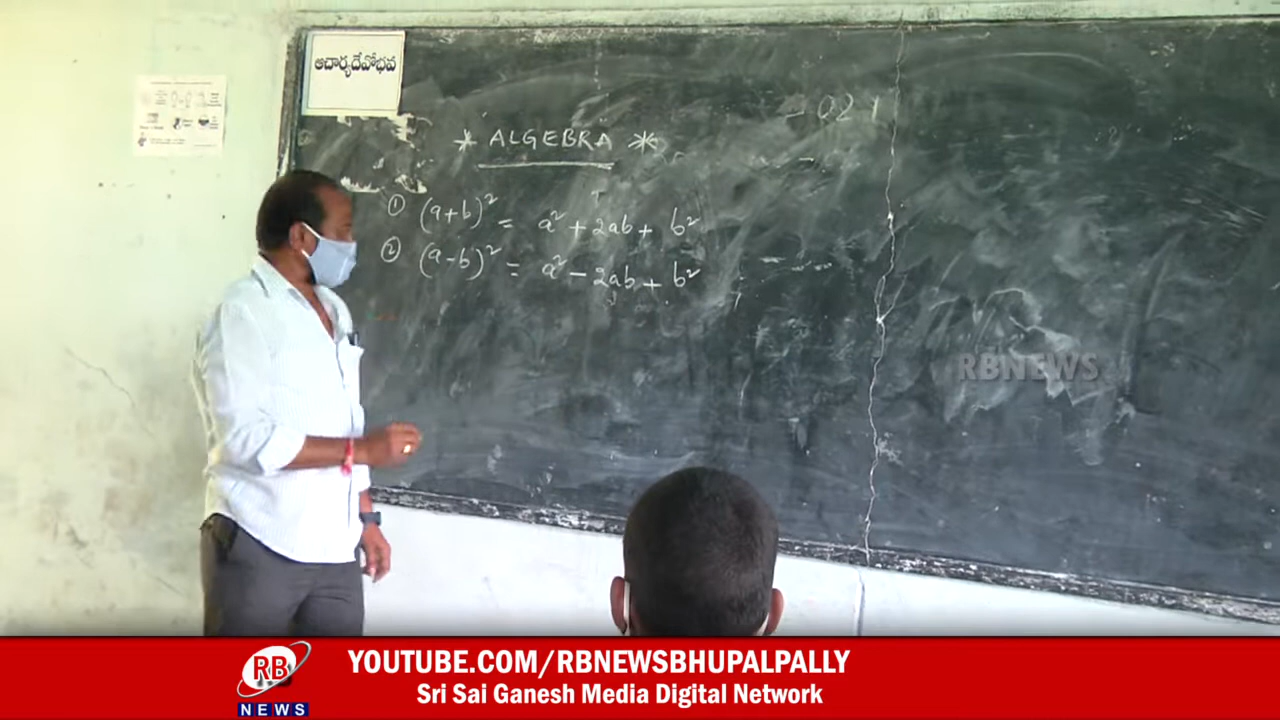 ఆచార్యదేవోభవ
* ALGEBRA *
① (a+b)² = a² + 2ab + b²
② (a-b)² = a² - 2ab + b²
RBNEWS
RB
NEWS
YOUTUBE.COM/RBNEWSBHUPALPALLY
Sri Sai Ganesh Media Digital Network